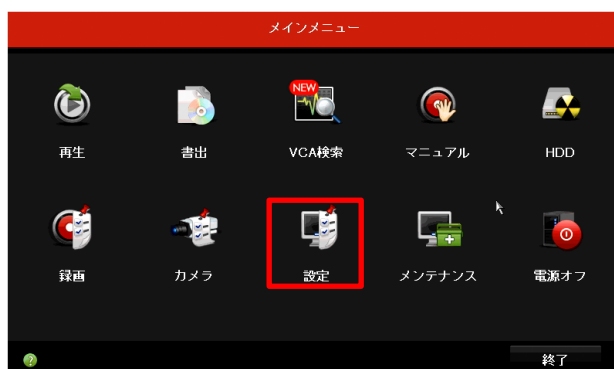 メインメニュー
NEW
再生 書出 VCA検索 マニュアル HDD
録画 カメラ 設定 メンテナンス 電源オフ
? 終了